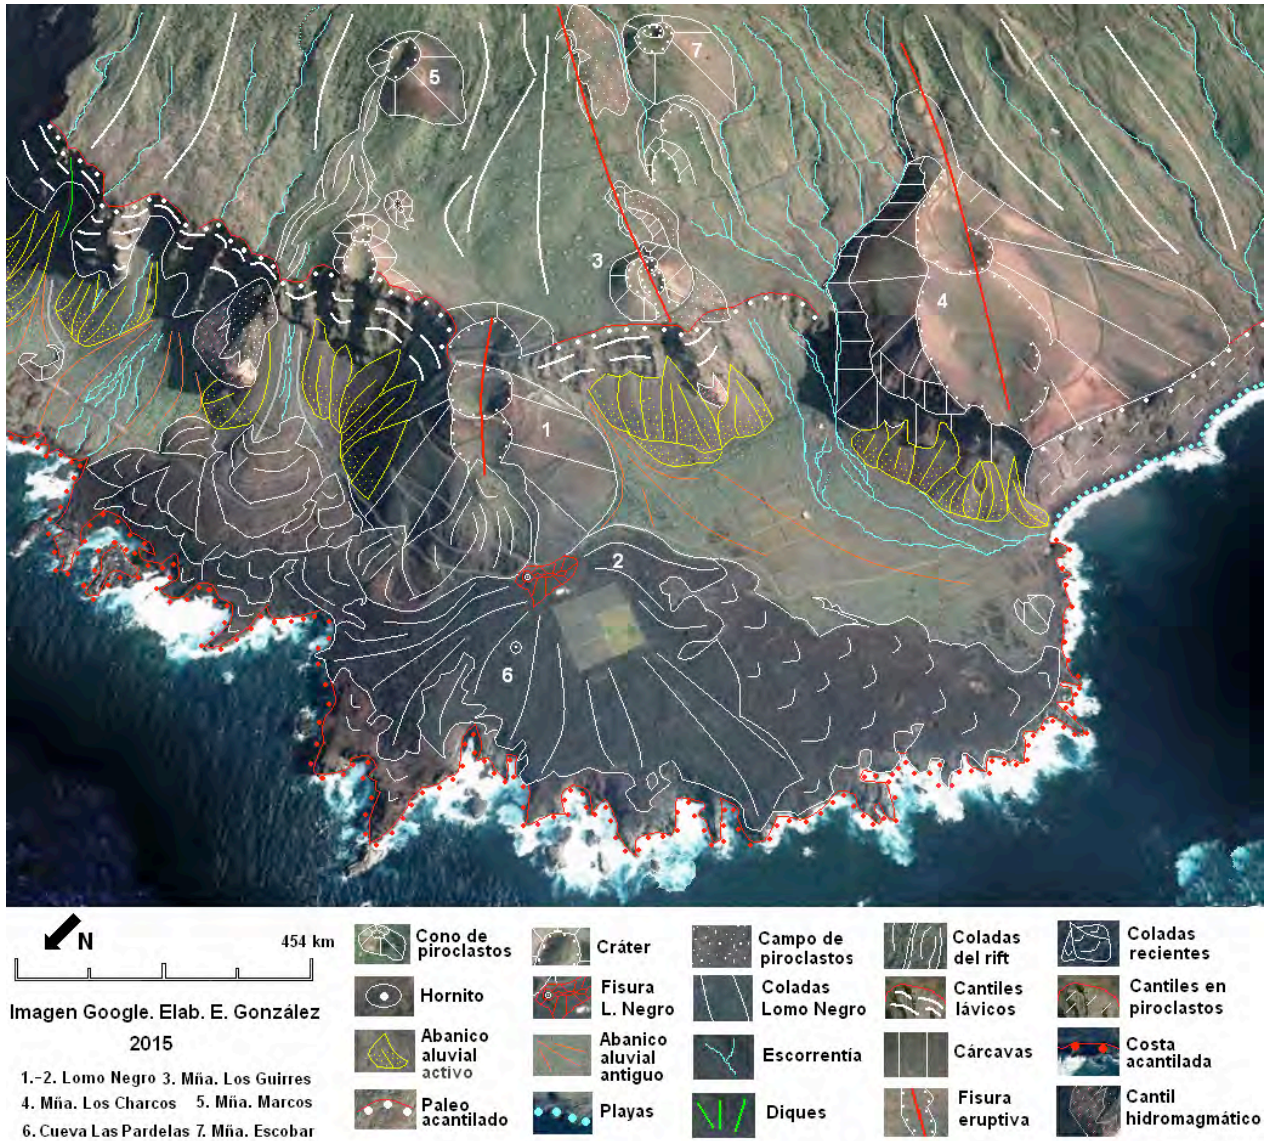 5
7
3
4
1
2
6
N
454 km
Imagen Google. Elab. E. González
2015
1.-2. Lomo Negro 3. Mña. Los Guirres
4. Mña. Los Charcos 5. Mña. Marcos
6. Cueva Las Pardelas 7. Mña. Escobar
Cono de
piroclastos
Cráter
Campo de
piroclastos
Coladas
del rift
Coladas
recientes
Hornito
Fisura
L. Negro
Coladas
Lomo Negro
Cantiles
lávicos
Cantiles en
piroclastos
Abanico
aluvial
activo
Abanico
aluvial
antiguo
Escorrentía
Cárcavas
Costa
acantilada
Paleo
acantilado
Playas
Diques
Fisura
eruptiva
Cantil
hidromagmático